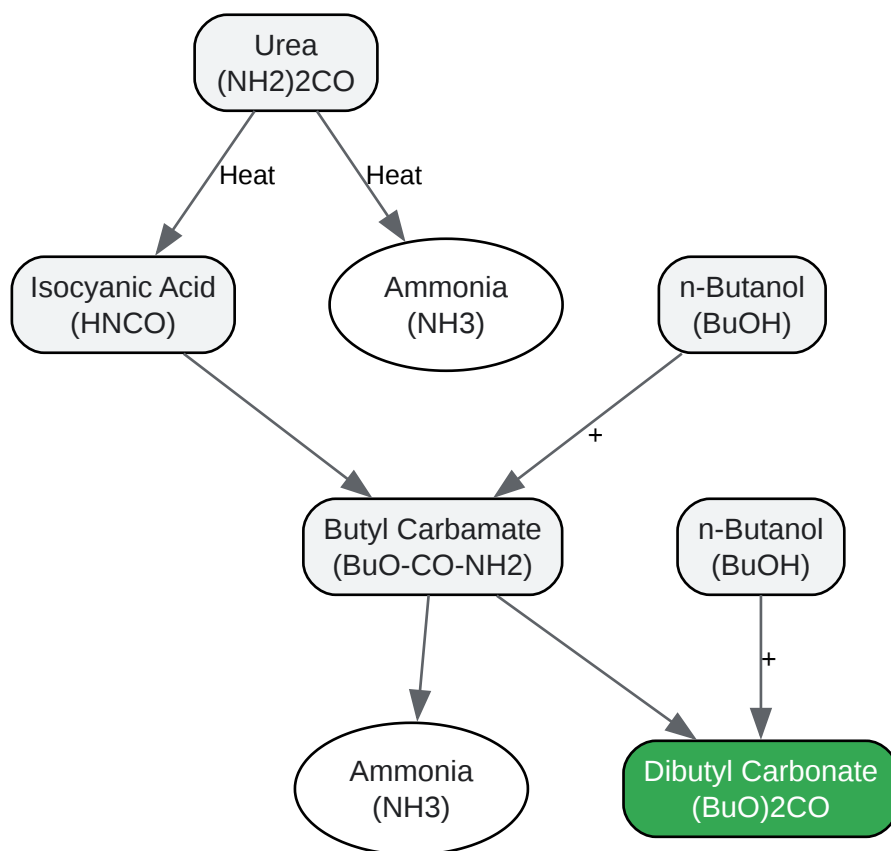 Urea
(NH2)2CO
Heat
Heat
Isocyanic Acid
(HNCO)
Ammonia
(NH3)
n-Butanol
(BuOH)
+
Butyl Carbamate
(BuO-CO-NH2)
n-Butanol
(BuOH)
+
Ammonia
(NH3)
Dibutyl Carbonate
(BuO)2CO